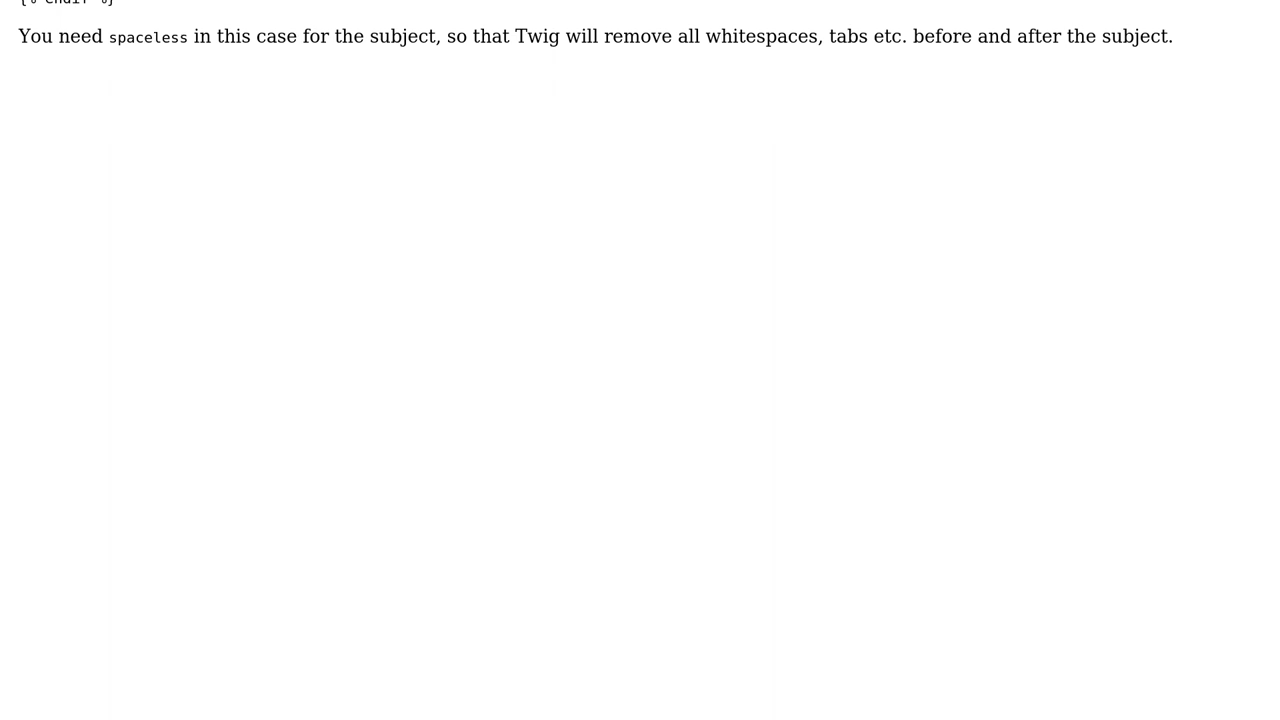 {% endif %}
You need spaceless in this case for the subject, so that Twig will remove all whitespaces, tabs etc. before and after the subject.